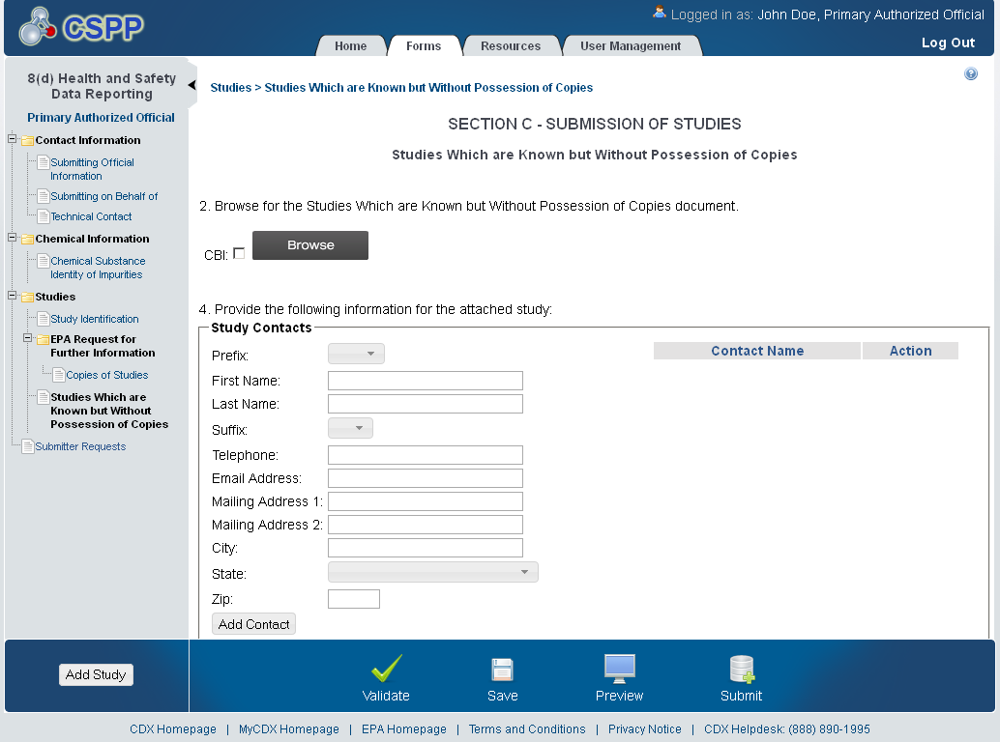 CSPP
Logged in as: John Doe, Primary Authorized Official
Home
Forms
Resources
User Management
Log Out
8(d) Health and Safety
Data Reporting
Primary Authorized Official
Contact Information
Submitting Official
Information
Submitting on Behalf of
Technical Contact
Chemical Information
Chemical Substance
Identity of Impurities
Studies
Study Identification
EPA Request for
Further Information
Copies of Studies
Studies Which are
Known but Without
Possession of Copies
Submitter Requests
Studies > Studies Which are Known but Without Possession of Copies
?
SECTION C - SUBMISSION OF STUDIES
Studies Which are Known but Without Possession of Copies
2. Browse for the Studies Which are Known but Without Possession of Copies document.
CBI: Browse
4. Provide the following information for the attached study:
Study Contacts
Prefix:
First Name:
Last Name:
Suffix:
Telephone:
Email Address:
Mailing Address 1:
Mailing Address 2:
City:
State:
Zip:
Add Contact
Contact Name Action
Add Study
Validate
Save
Preview
Submit
CDX Homepage | MyCDX Homepage | EPA Homepage | Terms and Conditions | Privacy Notice | CDX Helpdesk: (888) 890-1995